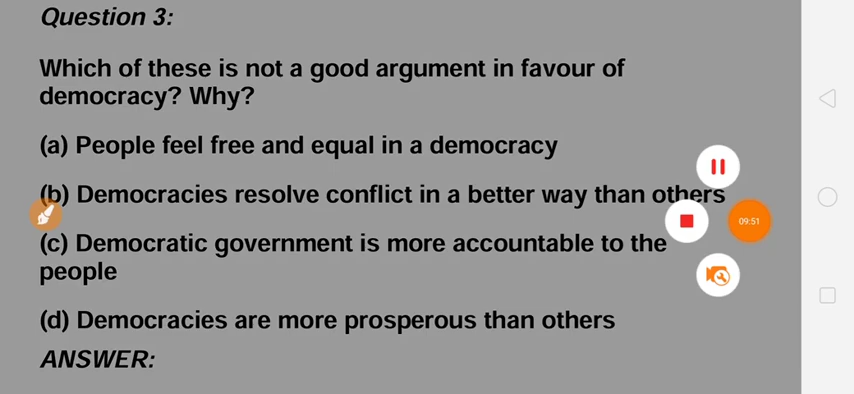 Question 3:
Which of these is not a good argument in favour of
democracy? Why?
(a) People feel free and equal in a democracy
(b) Democracies resolve conflict in a better way than others
(c) Democratic government is more accountable to the
people
(d) Democracies are more prosperous than others
ANSWER:
09:51